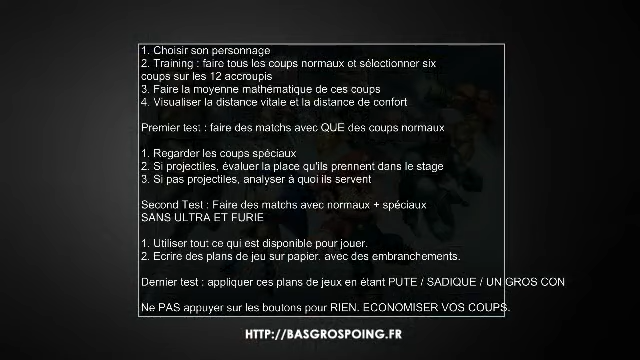 1. Choisir son personnage
2. Training : faire tous les coups normaux et sélectionner six
coups sur les 12 accroupis
3. Faire la moyenne mathématique de ces coups
4. Visualiser la distance vitale et la distance de confort
Premier test : faire des matchs avec QUE des coups normaux
1. Regarder les coups spéciaux
2. Si projectiles, évaluer la place qu'ils prennent dans le stage
3. Si pas projectiles, analyser à quoi ils servent
Second Test : Faire des matchs avec normaux + spéciaux
SANS ULTRA ET FURIE
1. Utiliser tout ce qui est disponible pour jouer.
2. Ecrire des plans de jeu sur papier. avec des embranchements.
Dernier test : appliquer ces plans de jeux en étant PUTE / SADIQUE / UN GROS CON
Ne PAS appuyer sur les boutons pour RIEN. ECONOMISER VOS COUPS.
HTTP://BASGROSPOING.FR